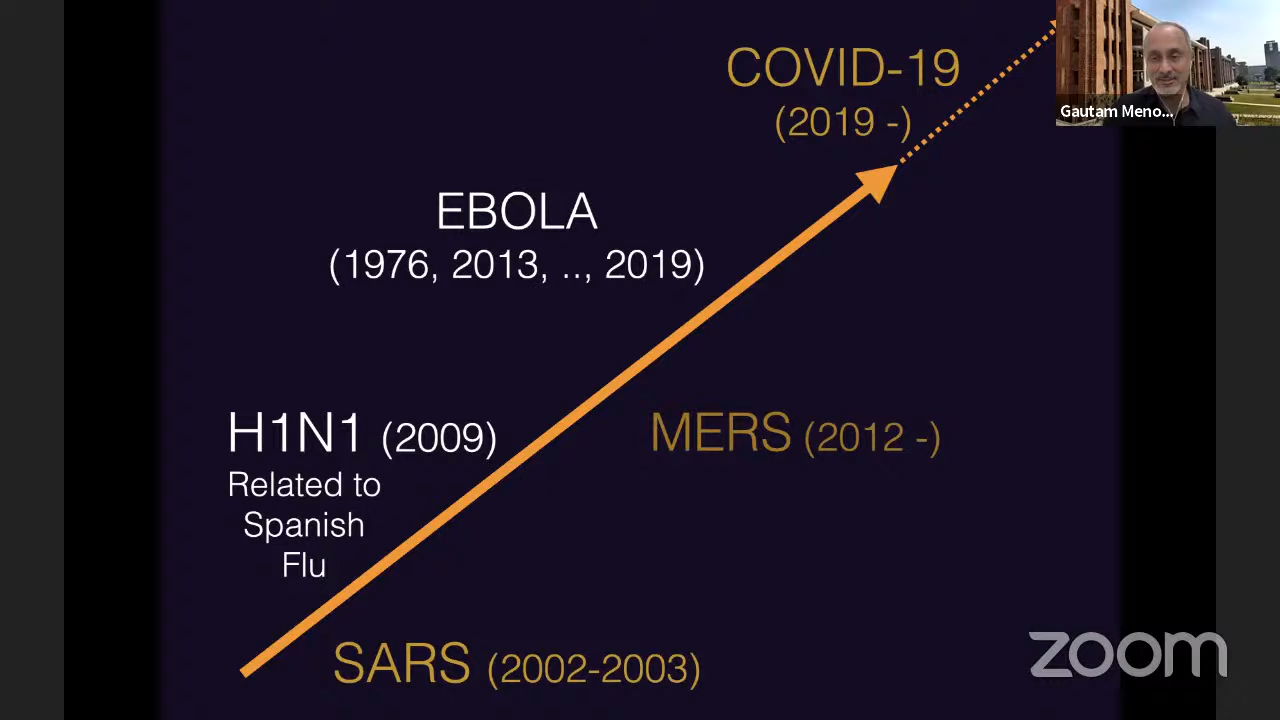 COVID-19
(2019 -)
Gautam Meno...
EBOLA
(1976, 2013, .., 2019)
H1N1 (2009)
Related to
Spanish
Flu
MERS (2012 -)
SARS (2002-2003)
zoom